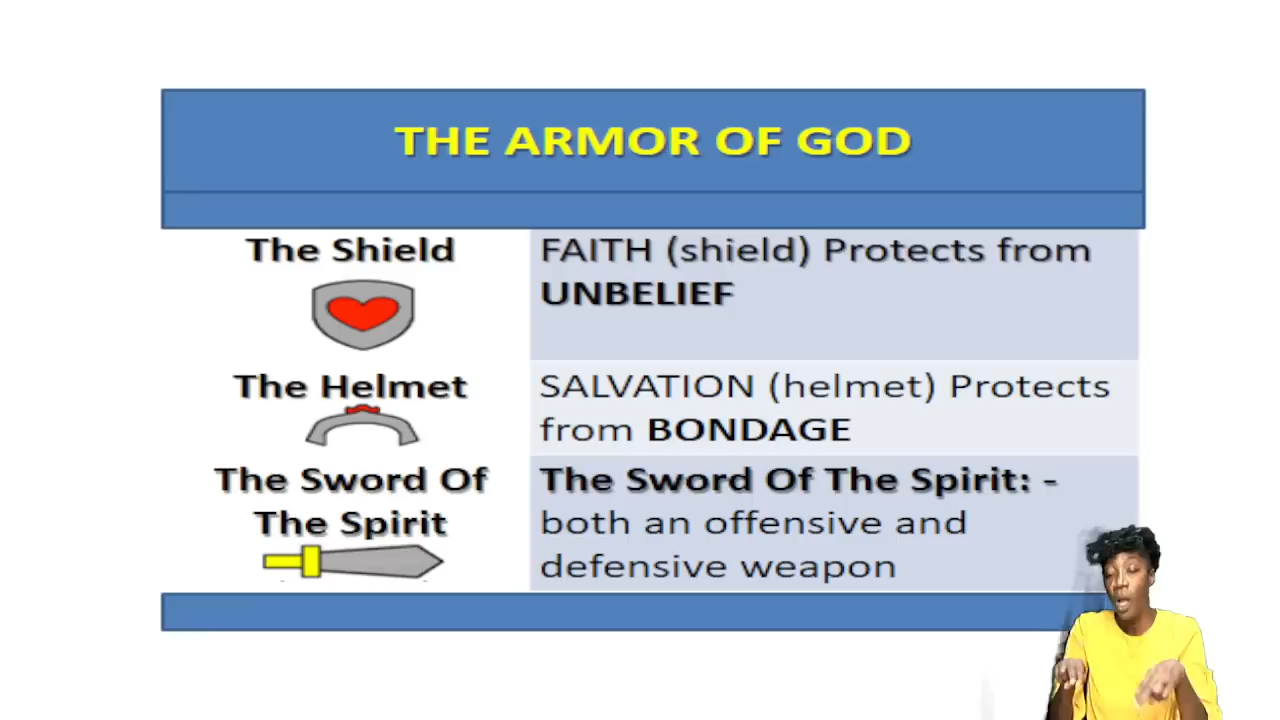 THE ARMOR OF GOD
The Shield
FAITH (shield) Protects from
UNBELIEF
The Helmet
SALVATION (helmet) Protects
from BONDAGE
The Sword Of
The Spirit
The Sword Of The Spirit: -
both an offensive and
defensive weapon